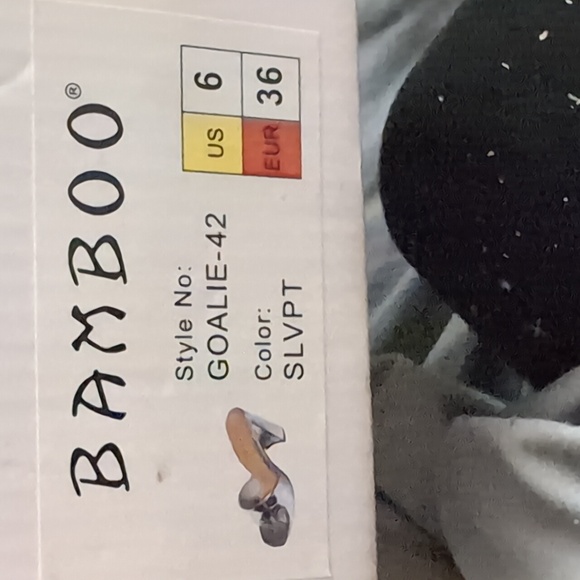 BAMBOO®
Style No:
GOALIE-42
Color:
SLVPT
US 6
EUR 36